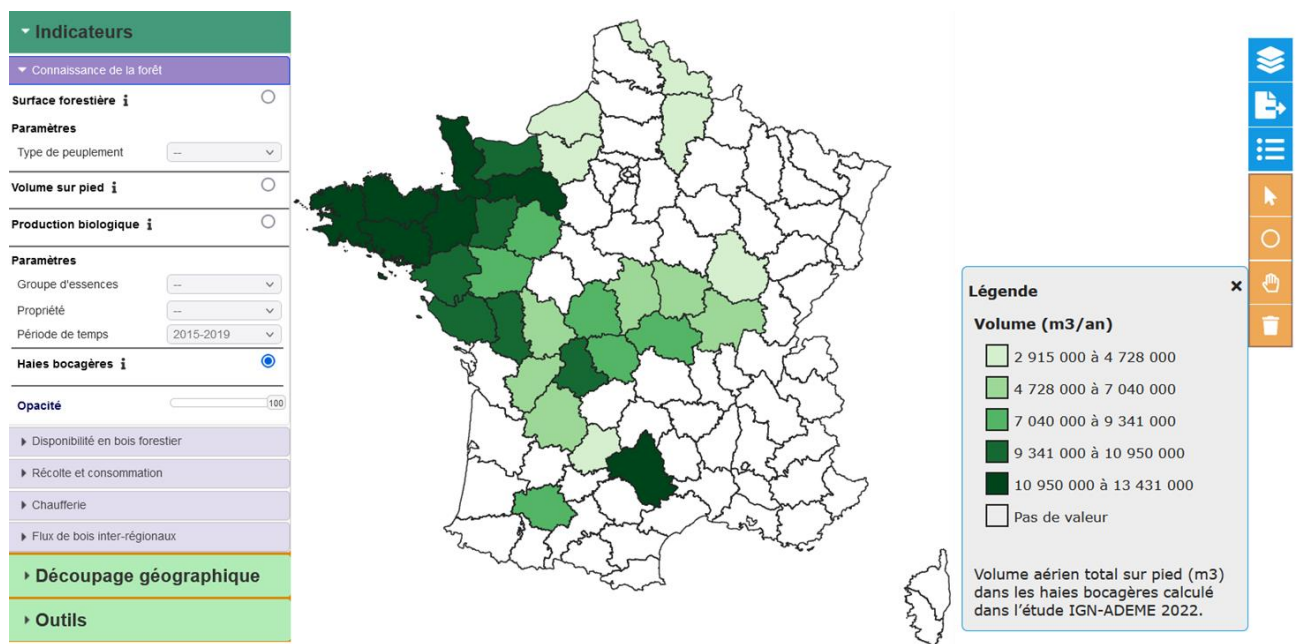 Indicateurs
Connaissance de la forêt
Surface forestière i
Paramètres
Type de peuplement --
Volume sur pied i
Production biologique i
Paramètres
Groupe d'essences --
Propriété --
Période de temps 2015-2019
Haies bocagères i
Opacité 100
Disponibilité en bois forestier
Récolte et consommation
Chaufferie
Flux de bois inter-régionaux
Découpage géographique
Outils
Légende ×
Volume (m3/an)
2 915 000 à 4 728 000
4 728 000 à 7 040 000
7 040 000 à 9 341 000
9 341 000 à 10 950 000
10 950 000 à 13 431 000
Pas de valeur
Volume aérien total sur pied (m3)
dans les haies bocagères calculé
dans l'étude IGN-ADEME 2022.